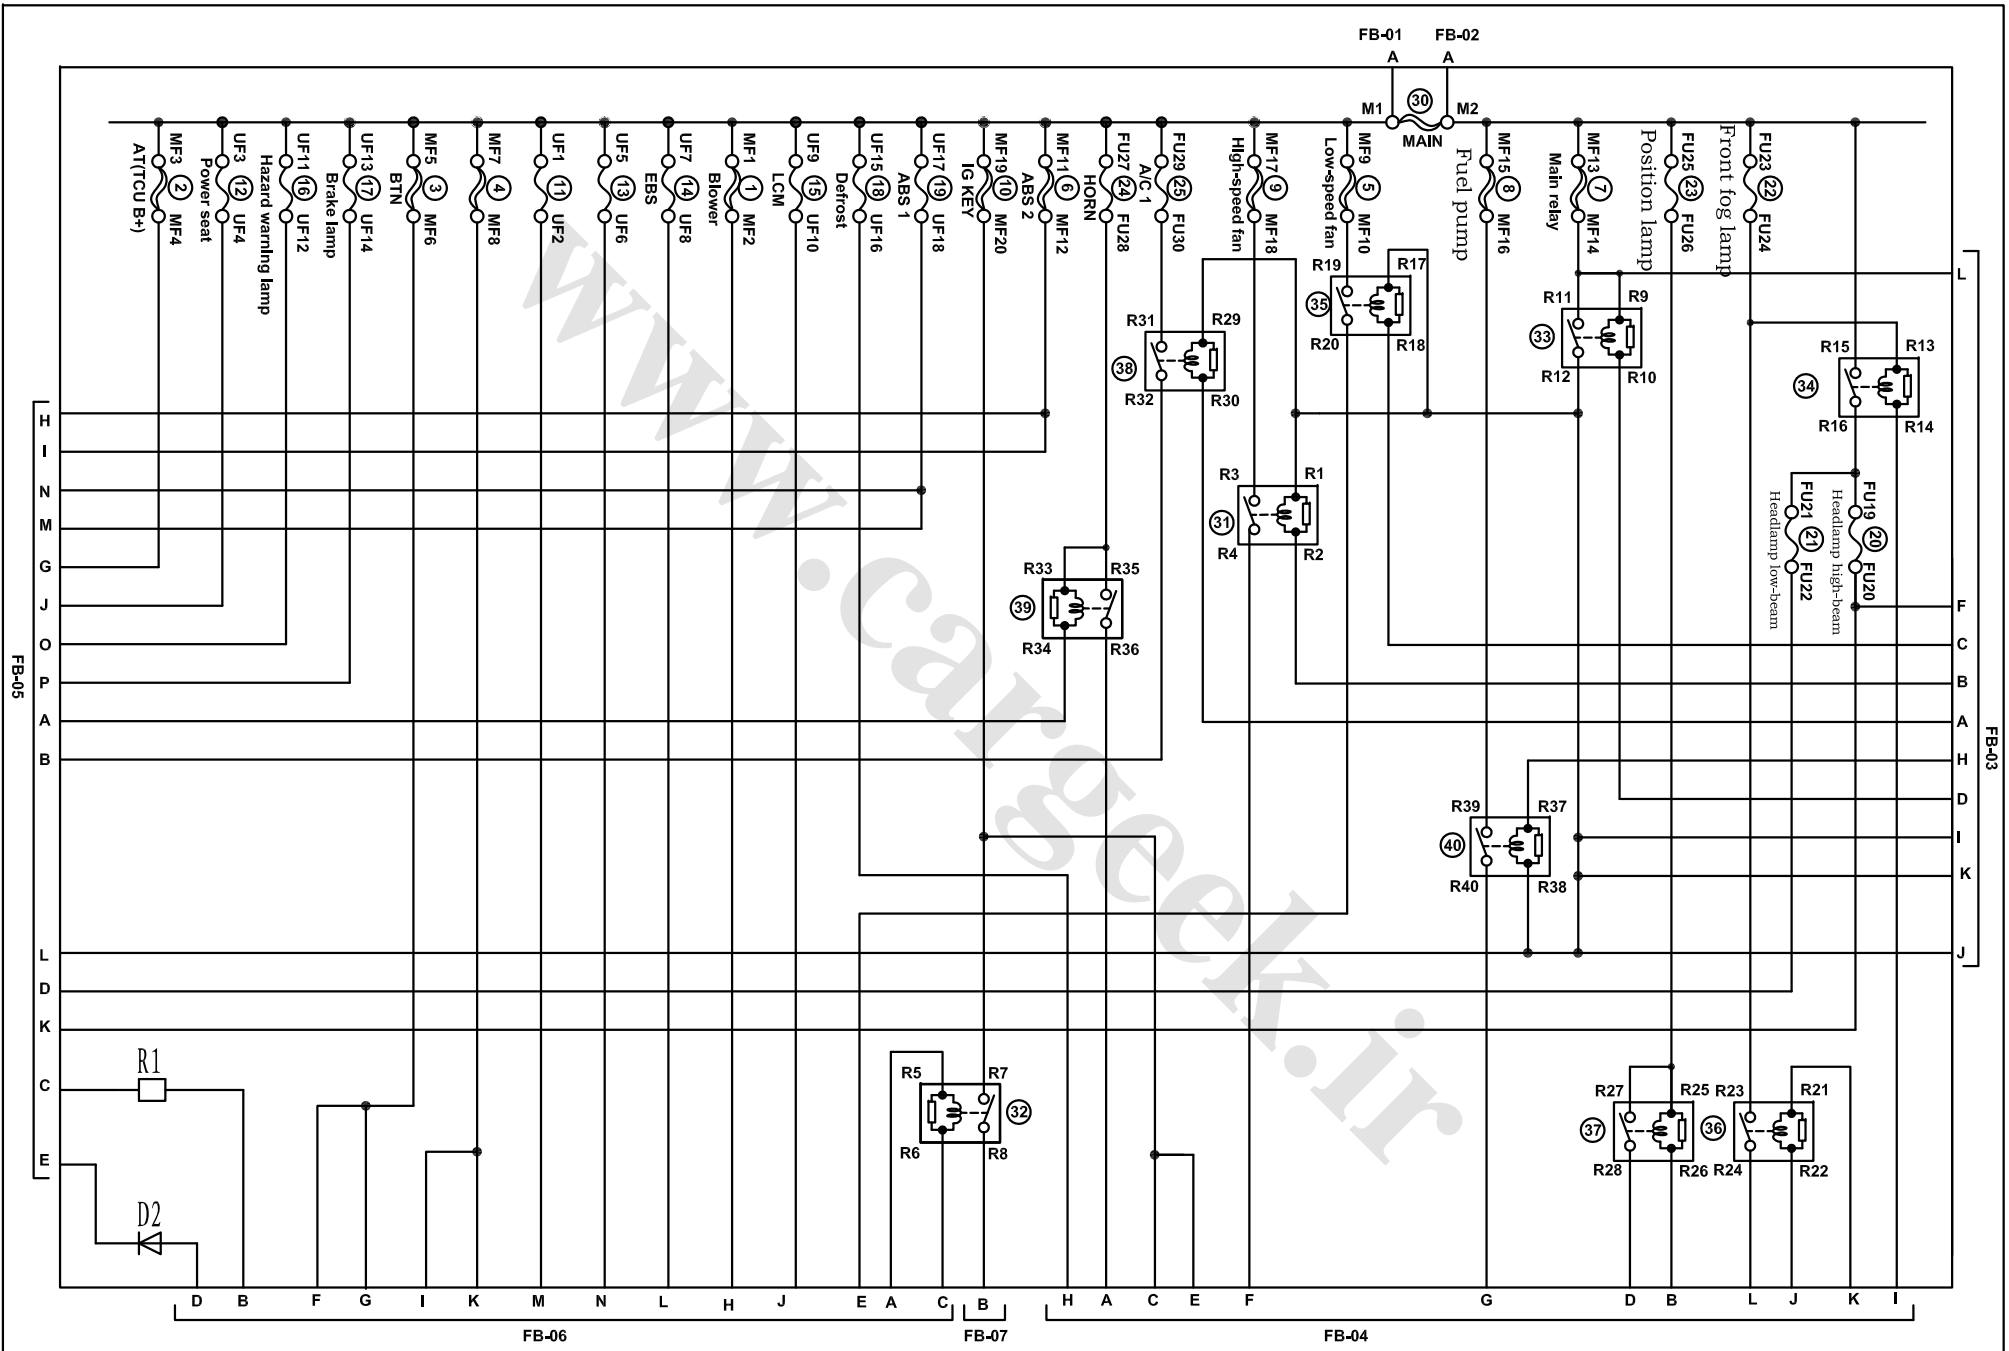 FB-01 FB-02
A A
M1 30 M2
MAIN
MF3 2 MF4
AT(TCU B+)
UF3 12 UF4
Power seat
UF11 16 UF12
Hazard warning lamp
UF13 17 UF14
Brake lamp
MF5 3 MF6
BTN
MF7 4 MF8
UF1 11 UF2
UF5 13 UF6
UF7 14 UF8
EBS
MF1 1 MF2
Blower
UF9 15 UF10
LCM
UF15 18 UF16
Defrost
UF17 19 UF18
ABS 1
MF19 10 MF20
IG KEY
MF11 6 MF12
ABS 2
FU27 24 FU28
HORN
FU29 25 FU30
A/C 1
MF17 9 MF18
High-speed fan
MF9 5 MF10
Low-speed fan
MF15 8 MF16
Fuel pump
MF13 7 MF14
Main relay
FU25 23 FU26
Position lamp
FU23 22 FU24
Front fog lamp
R19 R17
35
R20 R18
R11 R9
33
R12 R10
R31 R29
38
R32 R30
R15 R13
34
R16 R14
R3 R1
31
R4 R2
FU21 21 FU22
Headlamp low-beam
FU19 20 FU20
Headlamp high-beam
R33 R35
39
R34 R36
R39 R37
40
R40 R38
R5 R7
32
R6 R8
R27 R25
37
R28 R26
R23 R21
36
R24 R22
R1
D2
FB-05
H
I
N
M
G
J
O
P
A
B
L
D
K
C
E
FB-03
L
F
C
B
A
H
D
I
K
J
D B F G I K M N L H J E A C B H A C E F G D B L J K I
FB-06 FB-07 FB-04
www.cargeek.ir